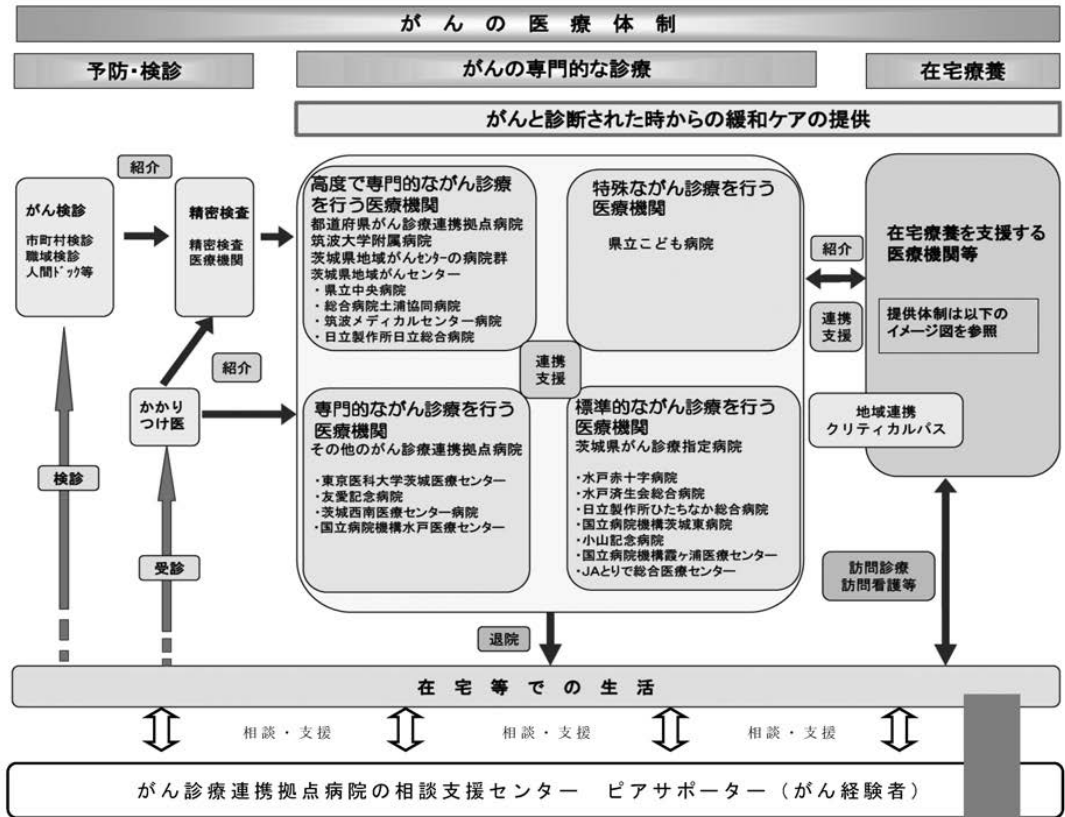 がんの医療体制
予防・検診
がんの専門的な診療
在宅療養
がんと診断された時からの緩和ケアの提供
紹介
がん検診
市町村検診
職域検診
人間ﾄﾞｯｸ等
精密検査
精密検査
医療機関
紹介
かかり
つけ医
検診
受診
高度で専門的ながん診療
を行う医療機関
都道府県がん診療連携拠点病院
筑波大学附属病院
茨城県地域がんｾﾝﾀｰの病院群
茨城県地域がんセンター
・県立中央病院
・総合病院土浦協同病院
・筑波メディカルセンター病院
・日立製作所日立総合病院
特殊ながん診療を行う
医療機関
県立こども病院
連携
支援
専門的ながん診療を行う
医療機関
その他のがん診療連携拠点病院
・東京医科大学茨城医療センター
・友愛記念病院
・茨城西南医療センター病院
・国立病院機構水戸医療センター
標準的ながん診療を行う
医療機関
茨城県がん診療指定病院
・水戸赤十字病院
・水戸済生会総合病院
・日立製作所ひたちなか総合病院
・国立病院機構茨城東病院
・小山記念病院
・国立病院機構霞ヶ浦医療センター
・JAとりで総合医療センター
紹介
連携
支援
在宅療養を支援する
医療機関等
提供体制は以下の
イメージ図を参照
地域連携
クリティカルパス
訪問診療
訪問看護等
退院
在宅等での生活
相談・支援
相談・支援
相談・支援
がん診療連携拠点病院の相談支援センター ピアサポーター（がん経験者）